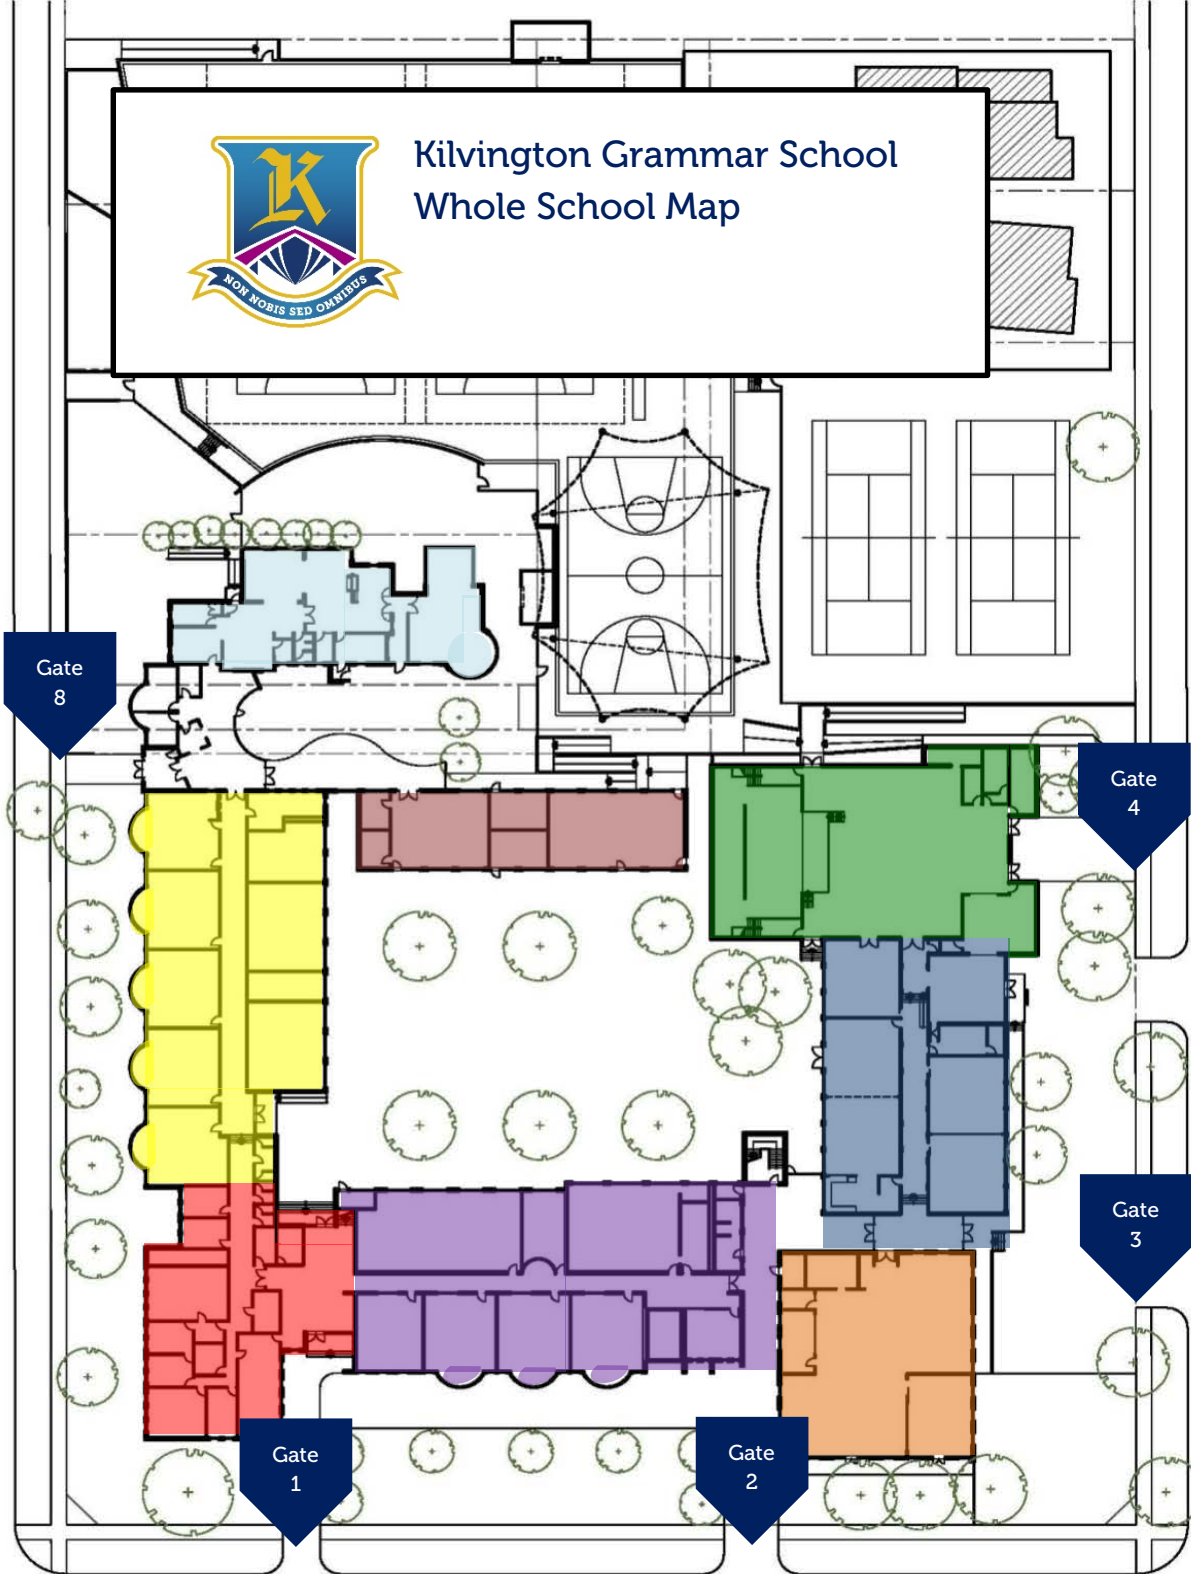 Kilvington Grammar School
Whole School Map
K
NON NOBIS SED OMNIBUS
Gate
8
Gate
4
Gate
3
Gate
1
Gate
2